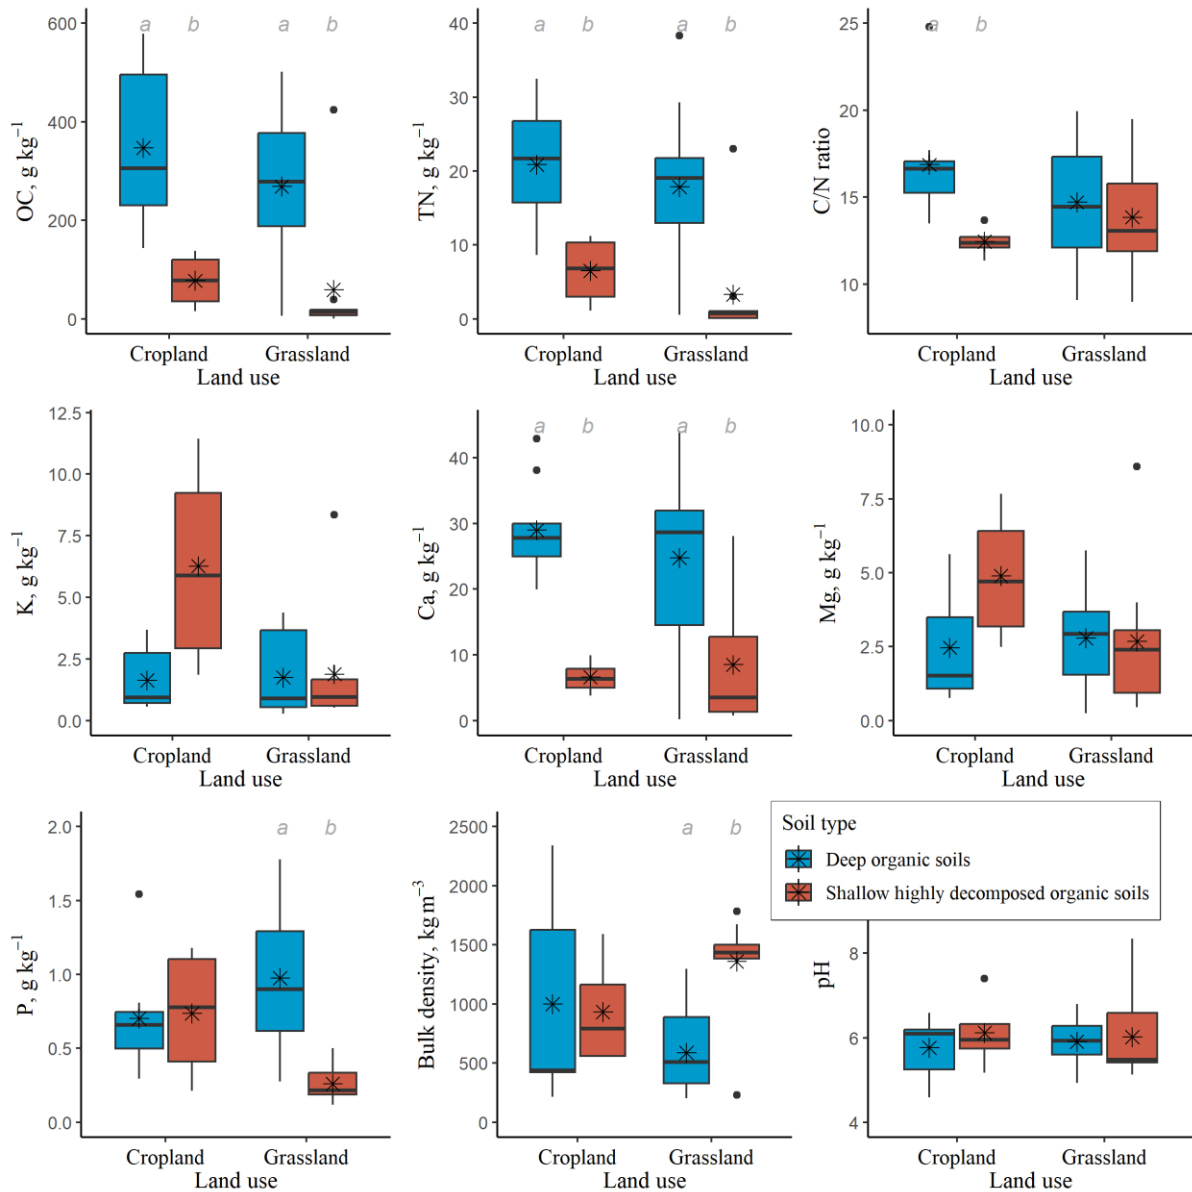 600
400
200
0
OC, g kg⁻¹
a b a b
Cropland Grassland
Land use
40
30
20
10
0
TN, g kg⁻¹
a b a b
Cropland Grassland
Land use
25
20
15
10
C/N ratio
a b
Cropland Grassland
Land use
12.5
10.0
7.5
5.0
2.5
0.0
K, g kg⁻¹
Cropland Grassland
Land use
40
30
20
10
0
Ca, g kg⁻¹
a b a b
Cropland Grassland
Land use
10.0
7.5
5.0
2.5
0.0
Mg, g kg⁻¹
Cropland Grassland
Land use
2.0
1.5
1.0
0.5
0.0
P, g kg⁻¹
a b
Cropland Grassland
Land use
2500
2000
1500
1000
500
0
Bulk density, kg m⁻³
a b
Cropland Grassland
Land use
Soil type
Deep organic soils
Shallow highly decomposed organic soils
8
6
4
pH
Cropland Grassland
Land use